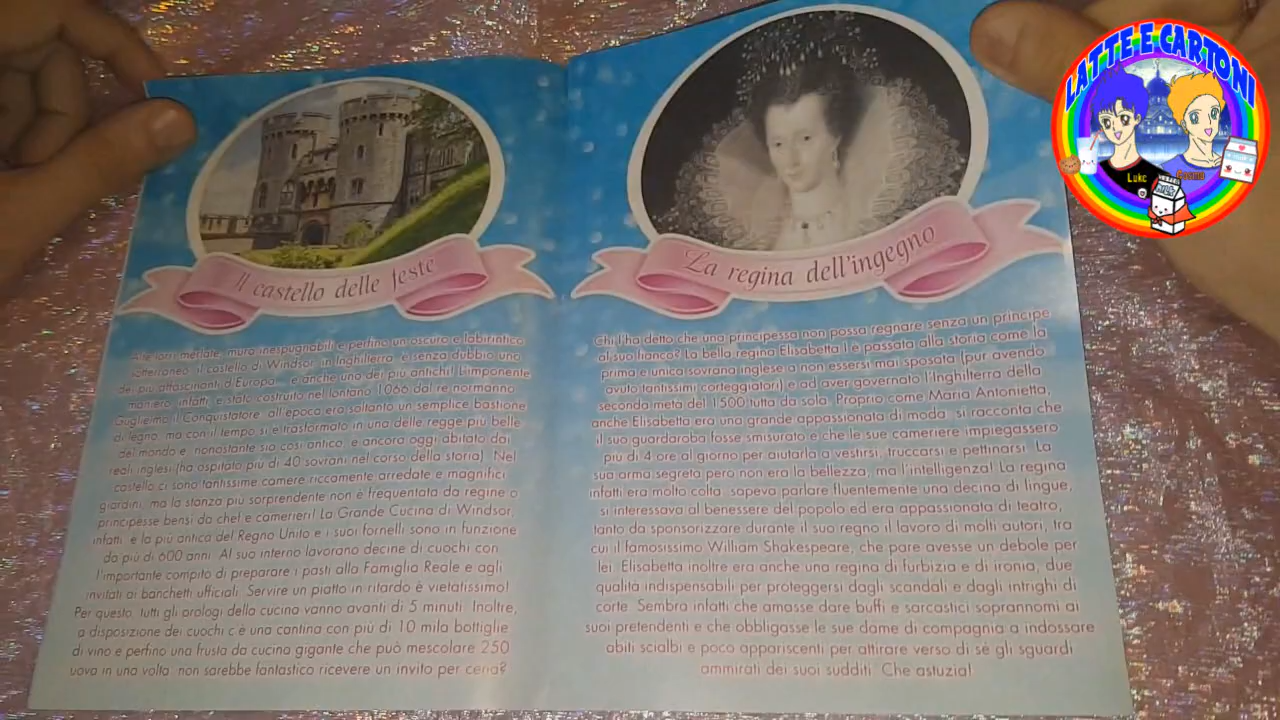 Il castello delle feste
Alte torri merlate, mura inespugnabili e perfino un oscuro e labirintico
sotterraneo: il castello di Windsor, in Inghilterra, è senza dubbio uno
dei più affascinanti d'Europa... e anche uno dei più antichi! L'imponente
maniero, infatti, è stato costruito nel lontano 1066 dal re normanno
Guglielmo il Conquistatore: all'epoca era soltanto un semplice bastione
di legno, ma con il tempo si è trasformato in una delle regge più belle
del mondo e, nonostante sia così antico, è ancora oggi abitato dai
reali inglesi (ha ospitato più di 40 sovrani nel corso della storia). Nel
castello ci sono tantissime camere riccamente arredate e magnifici
giardini, ma la stanza più sorprendente non è frequentata da regine o
principesse bensì da chef e camerieri! La Grande Cucina di Windsor,
infatti, è la più antica del Regno Unito e i suoi fornelli sono in funzione
da più di 600 anni. Al suo interno lavorano decine di cuochi con
l'importante compito di preparare i pasti alla Famiglia Reale e agli
invitati ai banchetti ufficiali. Servire un piatto in ritardo è vietatissimo!
Per questo, tutti gli orologi della cucina vanno avanti di 5 minuti. Inoltre,
a disposizione dei cuochi c'è una cantina con più di 10 mila bottiglie
di vino e perfino una frusta da cucina gigante che può mescolare 250
uova in una volta: non sarebbe fantastico ricevere un invito per cena?
La regina dell'ingegno
Chi l'ha detto che una principessa non possa regnare senza un principe
al suo fianco? La bella regina Elisabetta I è passata alla storia come la
prima e unica sovrana inglese a non essersi mai sposata (pur avendo
avuto tantissimi corteggiatori) e ad aver governato l'Inghilterra della
seconda metà del 1500 tutta da sola. Proprio come Maria Antonietta,
anche Elisabetta era una grande appassionata di moda: si racconta che
il suo guardaroba fosse smisurato e che le sue cameriere impiegassero
più di 4 ore al giorno per aiutarla a vestirsi, truccarsi e pettinarsi. La
sua arma segreta però non era la bellezza, ma l'intelligenza! La regina
infatti era molto colta: sapeva parlare fluentemente una decina di lingue,
si interessava al benessere del popolo ed era appassionata di teatro,
tanto da sponsorizzare durante il suo regno il lavoro di molti autori, tra
cui il famosissimo William Shakespeare, che pare avesse un debole per
lei. Elisabetta inoltre era anche una regina di furbizia e di ironia, due
qualità indispensabili per proteggersi dagli scandali e dagli intrighi di
corte. Sembra infatti che amasse dare buffi e sarcastici soprannomi ai
suoi pretendenti e che obbligasse le sue dame di compagnia a indossare
abiti scialbi e poco appariscenti per attirare verso di sé gli sguardi
ammirati dei suoi sudditi. Che astuzia!
LATTE E CARTONI
Luke